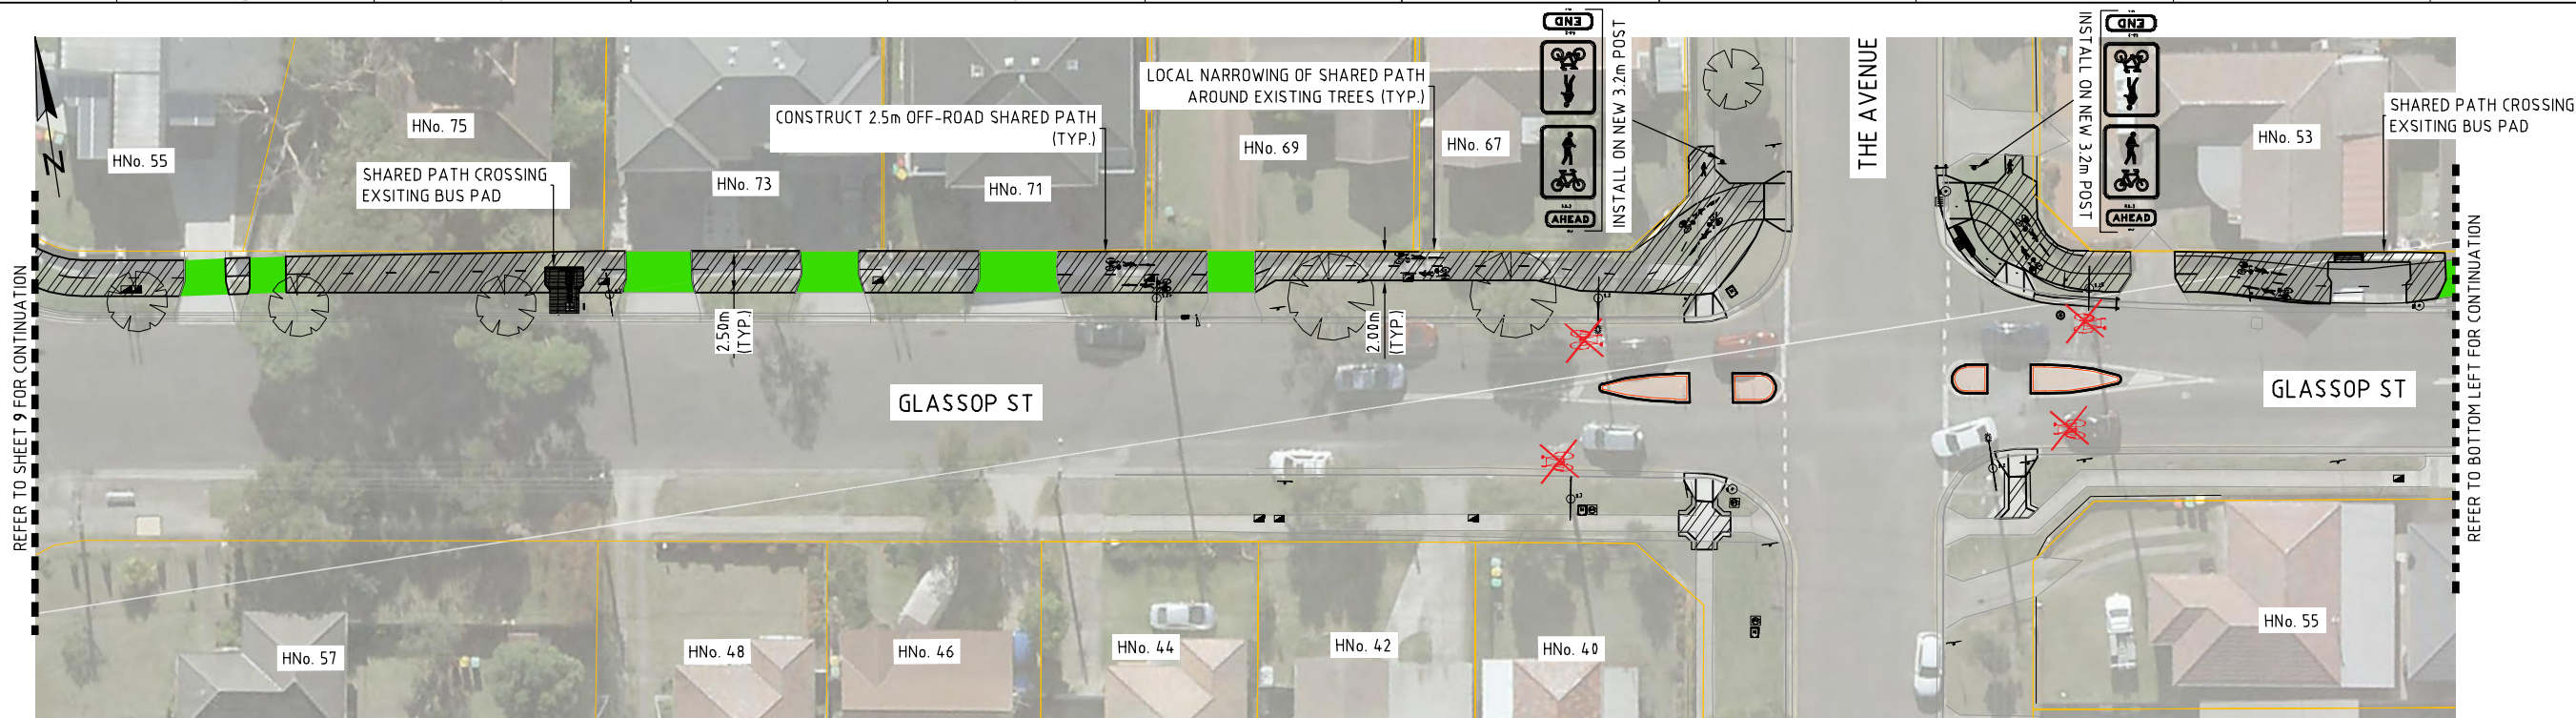 INSTALL ON NEW 3.2m POST
END
AHEAD
THE AVENUE
INSTALL ON NEW 3.2m POST
END
AHEAD
LOCAL NARROWING OF SHARED PATH
AROUND EXISTING TREES (TYP.)
CONSTRUCT 2.5m OFF-ROAD SHARED PATH
(TYP.)
SHARED PATH CROSSING
EXSITING BUS PAD
SHARED PATH CROSSING
EXSITING BUS PAD
N
HNo. 55
HNo. 75
HNo. 73
HNo. 71
HNo. 69
HNo. 67
HNo. 53
2.50m
(TYP.)
2.00m
(TYP.)
REFER TO SHEET 9 FOR CONTINUATION
REFER TO BOTTOM LEFT FOR CONTINUATION
GLASSOP ST
GLASSOP ST
HNo. 57
HNo. 48
HNo. 46
HNo. 44
HNo. 42
HNo. 40
HNo. 55